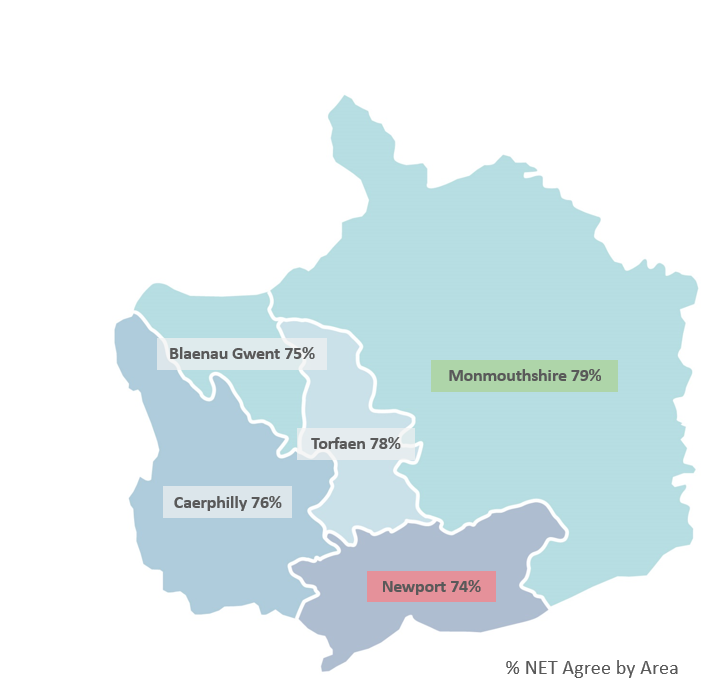 Blaenau Gwent 75%
Monmouthshire 79%
Torfaen 78%
Caerphilly 76%
Newport 74%
% NET Agree by Area